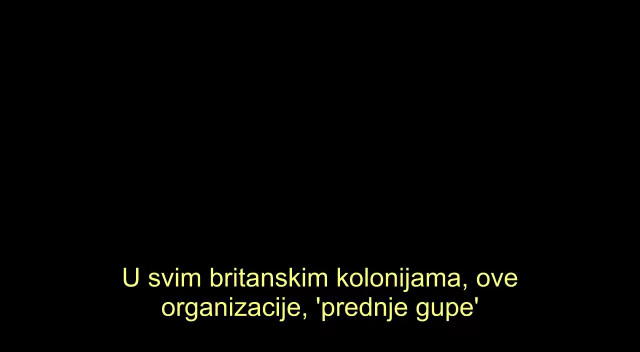 U svim britanskim kolonijama, ove
organizacije, 'prednje gupe'